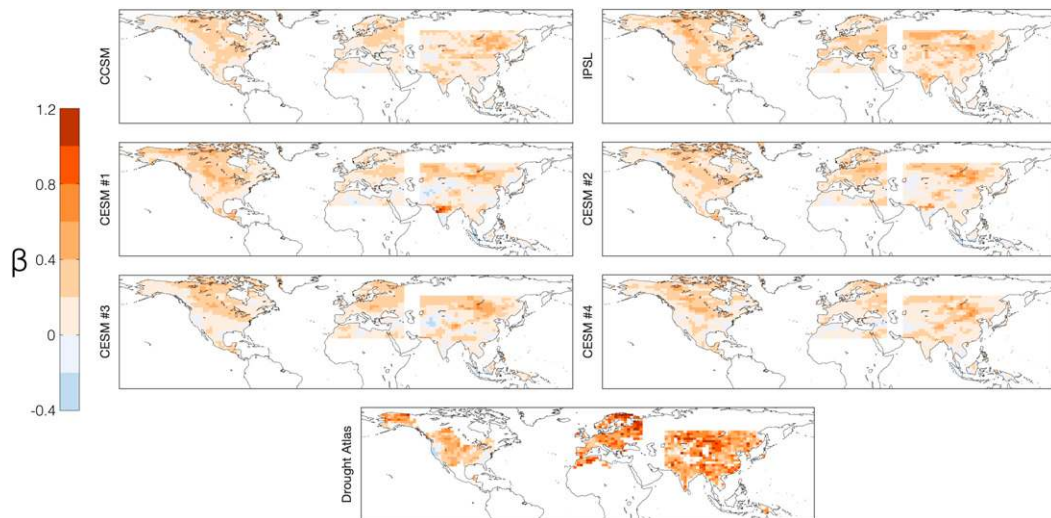 CCSM
IPSL
1.2
0.8
0.4
0
-0.4
β
CESM #1
CESM #2
CESM #3
CESM #4
Drought Atlas